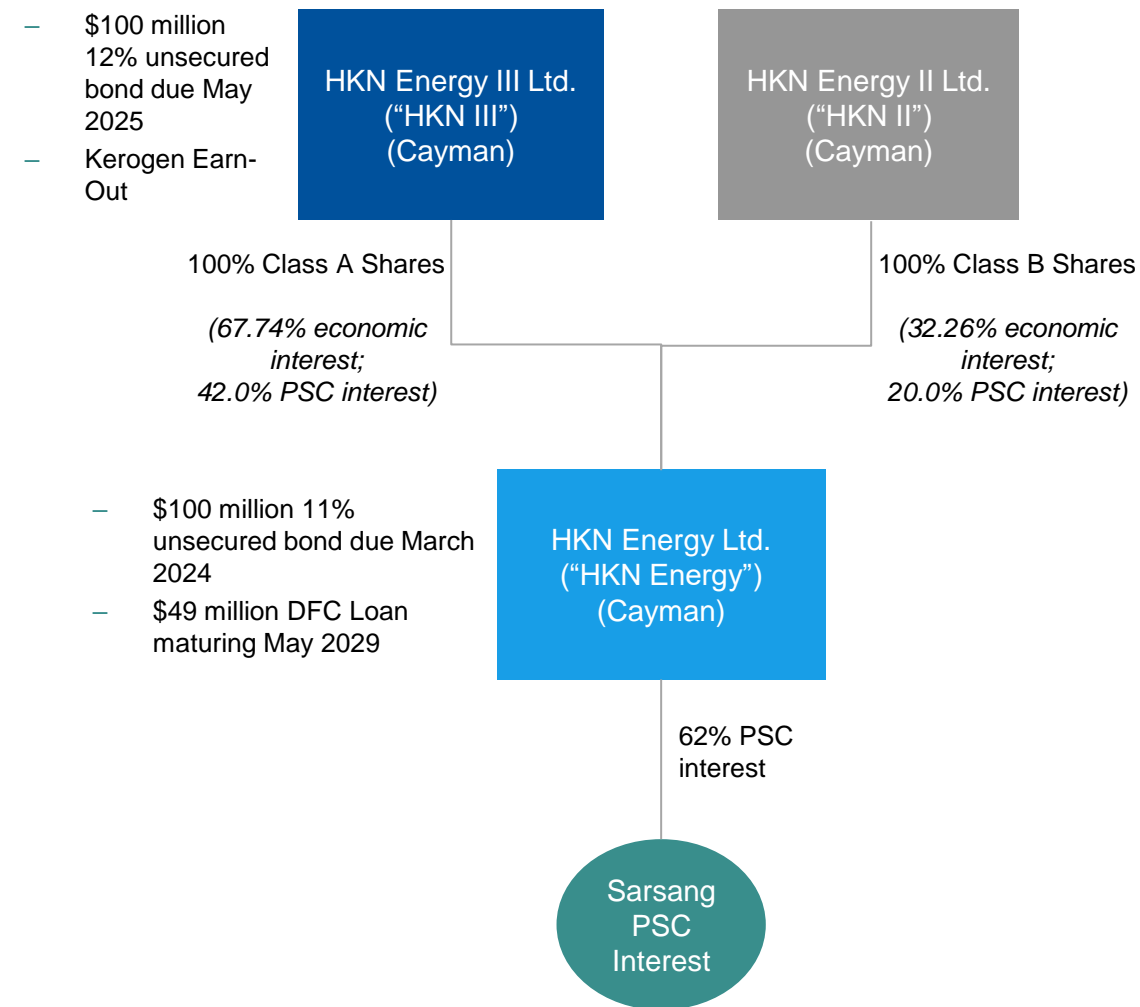 – $100 million
12% unsecured
bond due May
2025
– Kerogen Earn-
Out
HKN Energy III Ltd.
(“HKN III”)
(Cayman)
HKN Energy II Ltd.
(“HKN II”)
(Cayman)
100% Class A Shares
(67.74% economic
interest;
42.0% PSC interest)
100% Class B Shares
(32.26% economic
interest;
20.0% PSC interest)
– $100 million 11%
unsecured bond due March
2024
– $49 million DFC Loan
maturing May 2029
HKN Energy Ltd.
(“HKN Energy”)
(Cayman)
62% PSC
interest
Sarsang
PSC
Interest